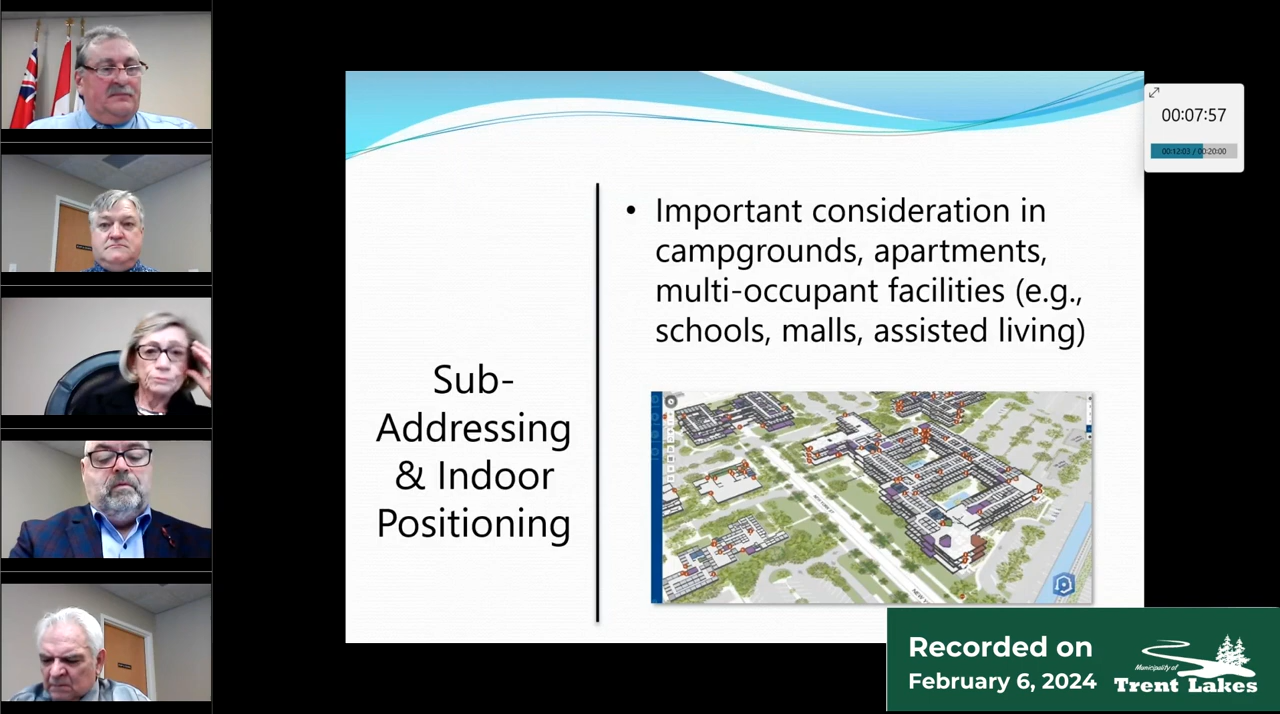 Sub-
Addressing
& Indoor
Positioning
• Important consideration in
campgrounds, apartments,
multi-occupant facilities (e.g.,
schools, malls, assisted living)
00:07:57
00:12:03 / 00:20:00
Recorded on
February 6, 2024
Municipality of
Trent Lakes